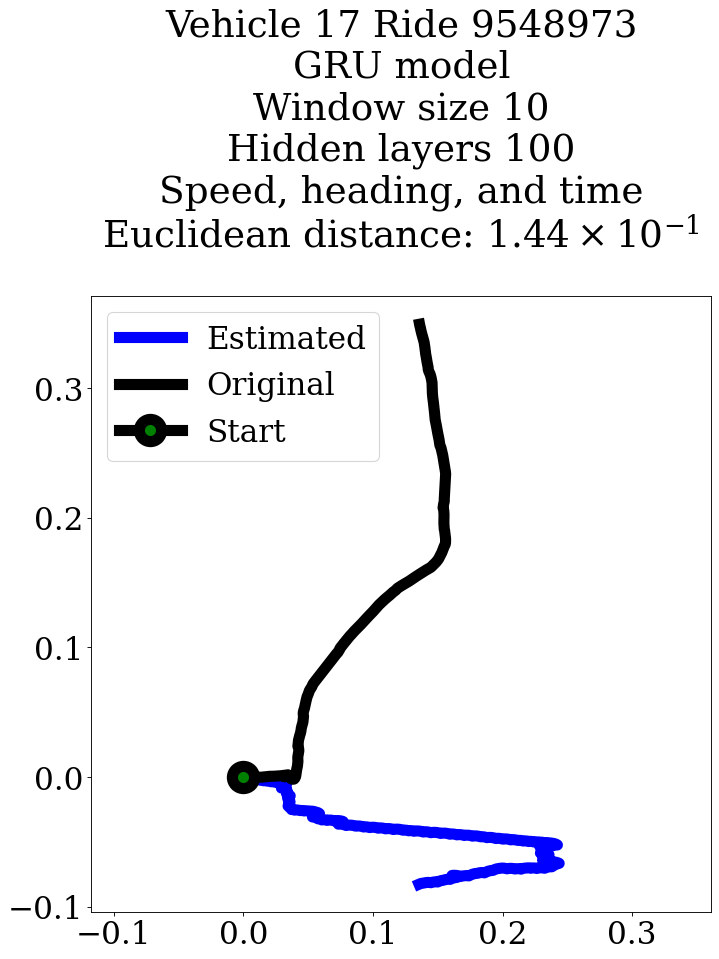 Vehicle 17 Ride 9548973
GRU model
Window size 10
Hidden layers 100
Speed, heading, and time
Euclidean distance: 1.44 × 10⁻¹
Estimated
Original
Start
0.3
0.2
0.1
0.0
−0.1
−0.1 0.0 0.1 0.2 0.3